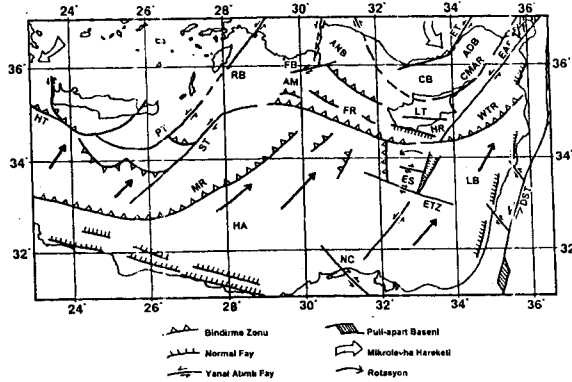 24° 26° 28° 30° 32° 34° 36°
36°
34°
32°
RB
FB
ANB
AM
FR
CB
ET
ADB
CMAR
EAF
LT
HR
WTR
HT
PT
ST
MR
HA
ES
ETZ
LB
DST
NC
36°
34°
32°
24° 26° 28° 30° 32° 34° 36°
Bindirme Zonu
Normal Fay
Yanal Atımlı Fay
Pull-apart Baseni
Mikrolevha Hareketi
Rotasyon